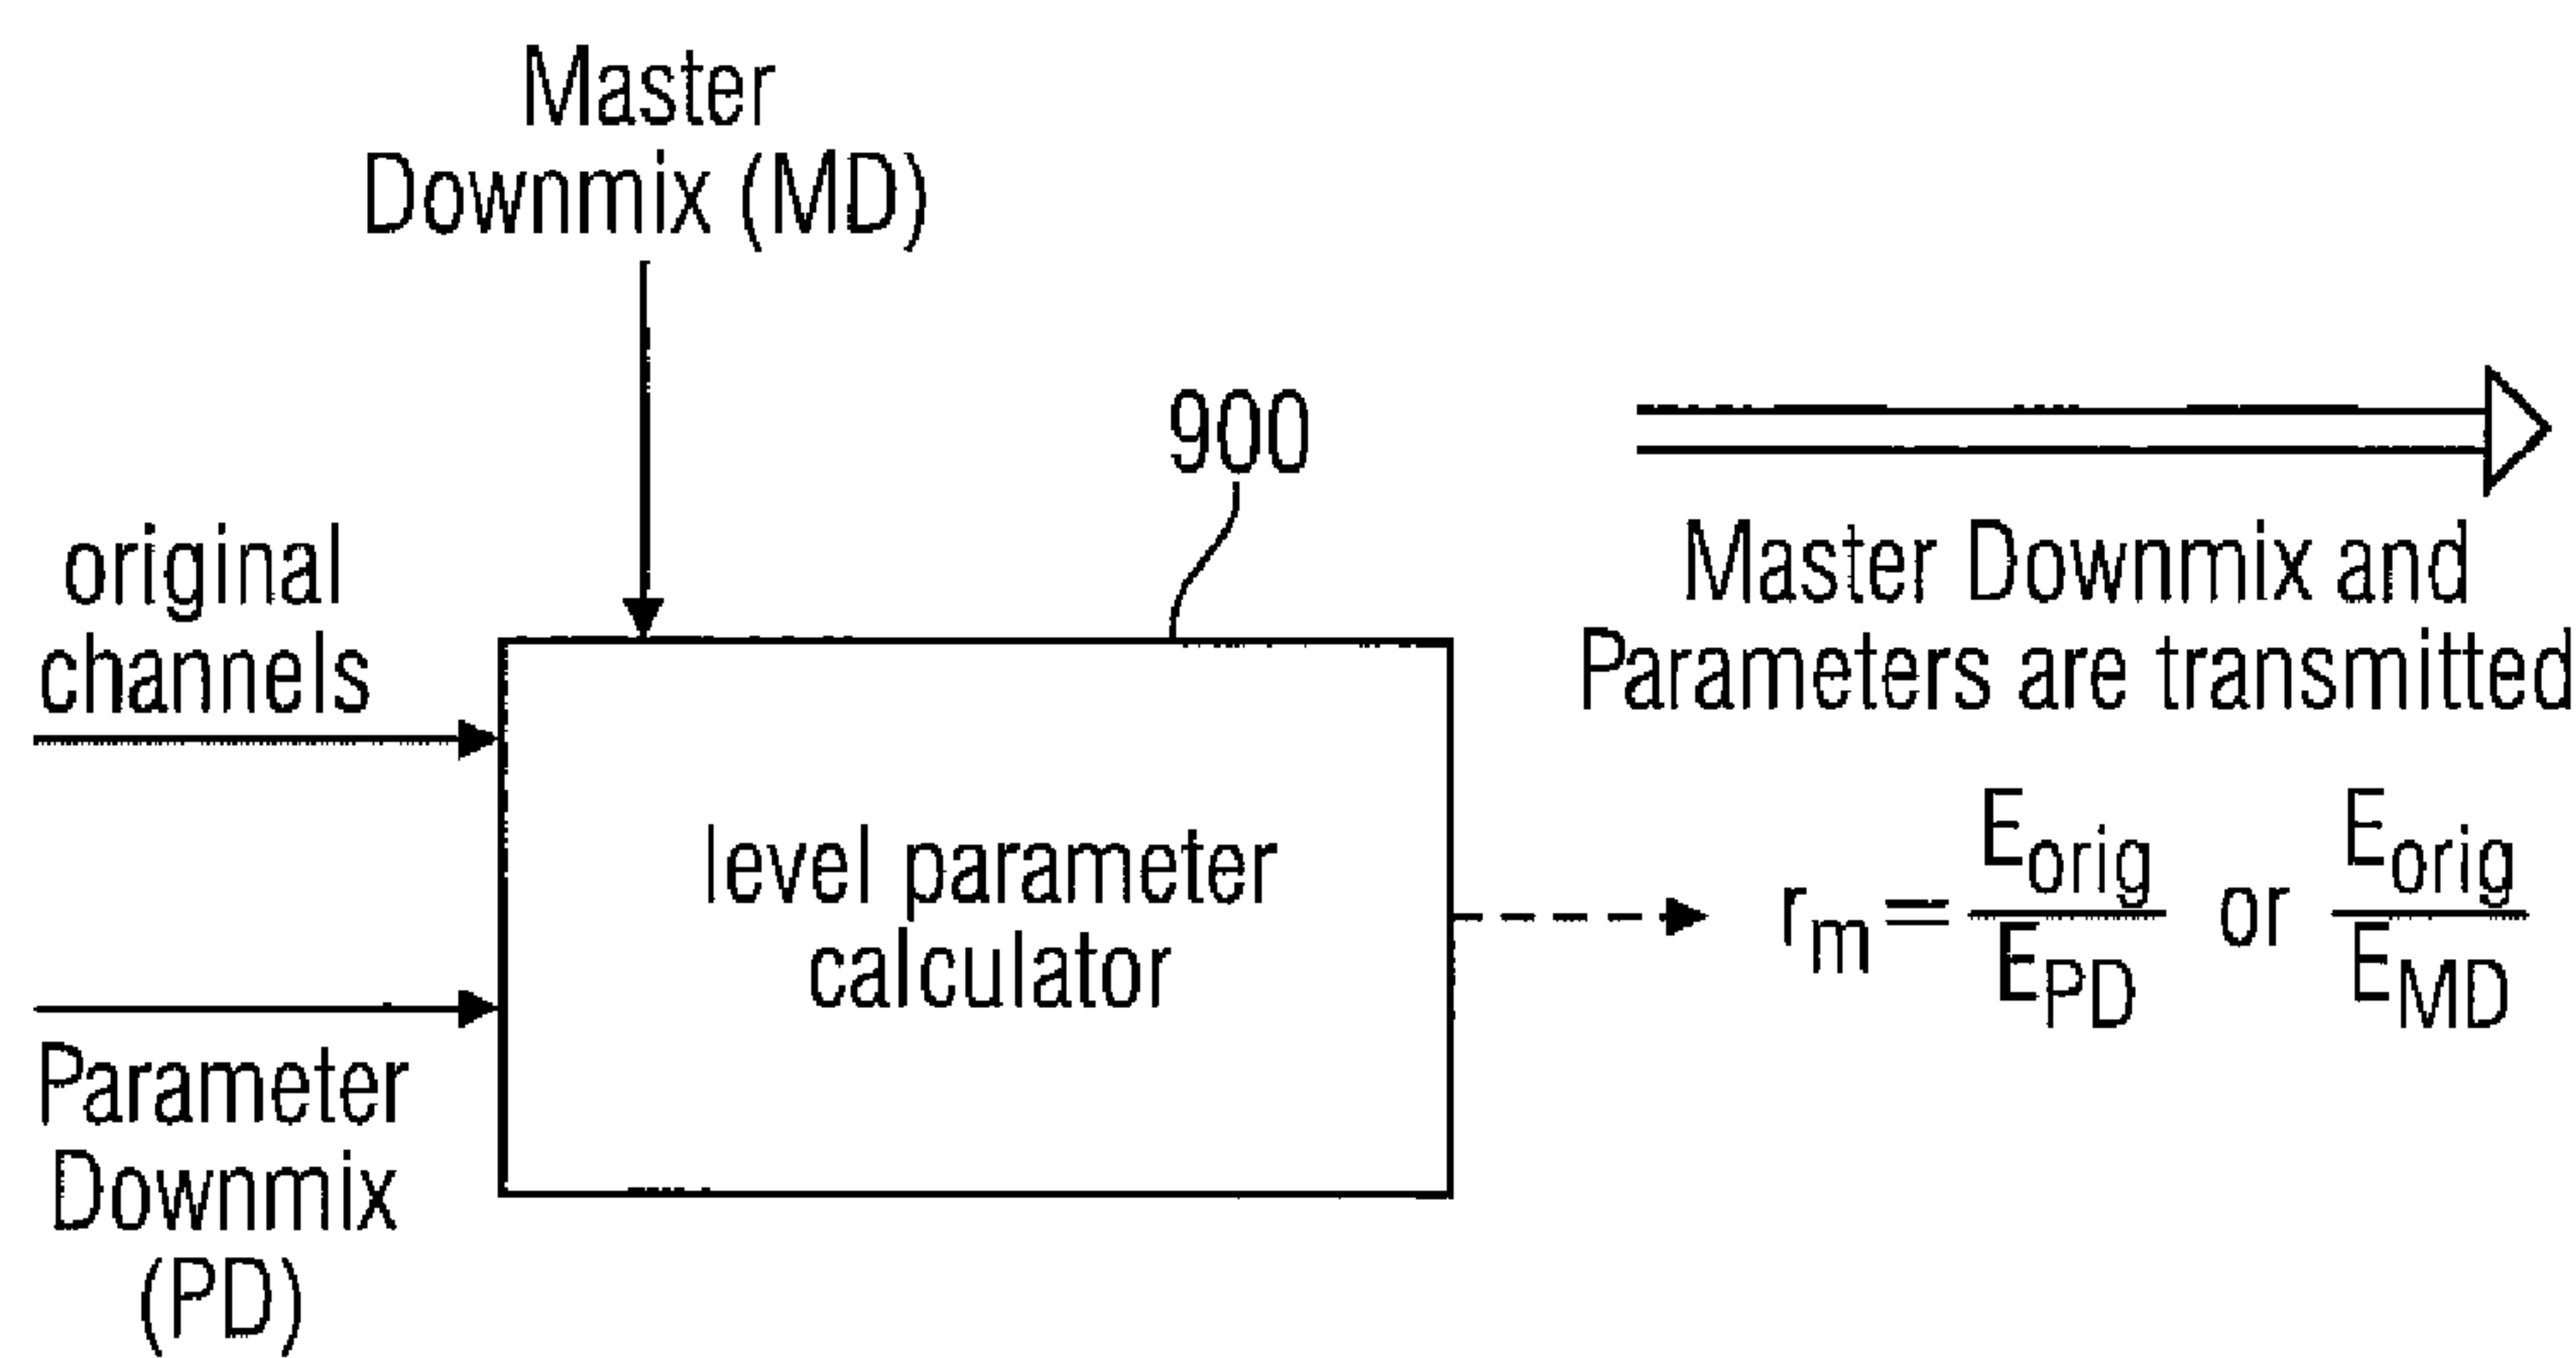 Master
Downmix (MD)
900
original
channels
Master Downmix and
Parameters are transmitted
level parameter
calculator
r_m = E_orig / E_PD or E_orig / E_MD
Parameter
Downmix
(PD)